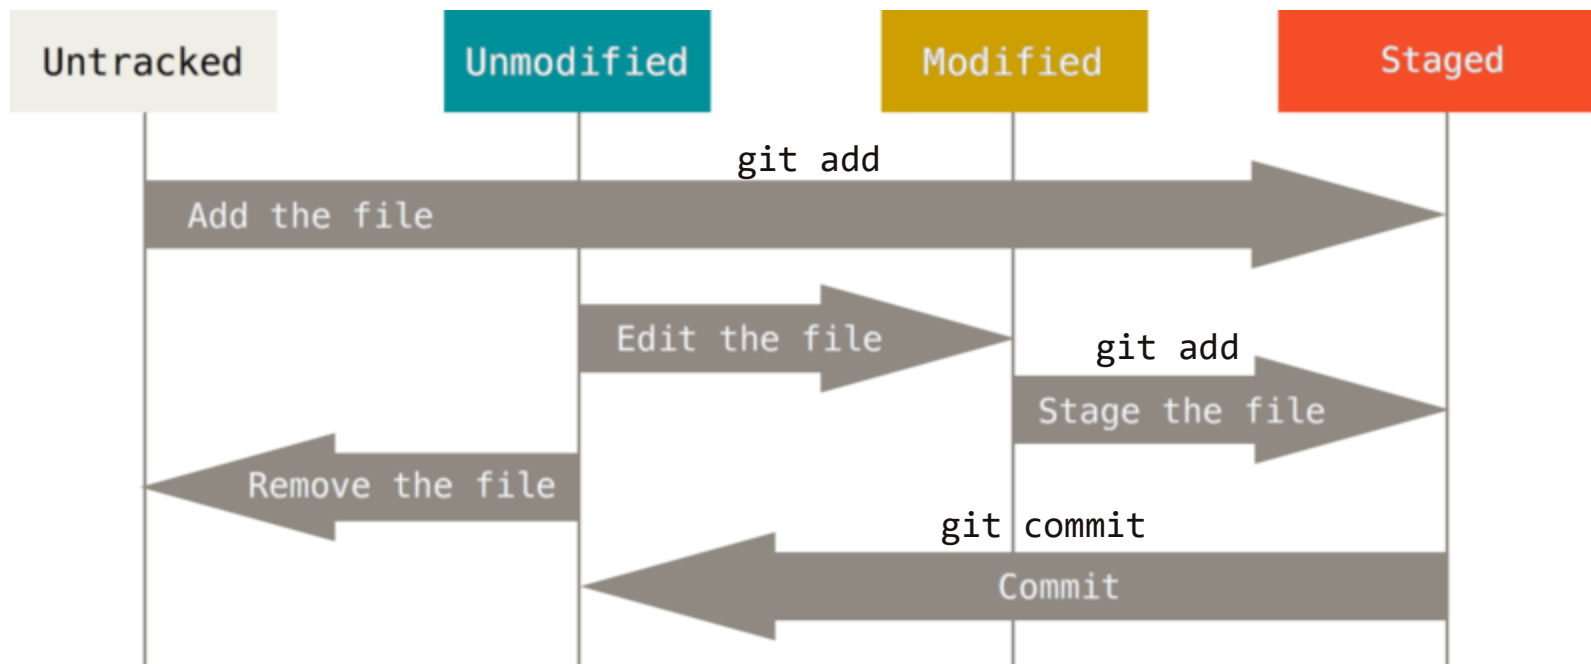 Untracked
Unmodified
Modified
Staged
git add
Add the file
Edit the file
git add
Stage the file
Remove the file
git commit
Commit